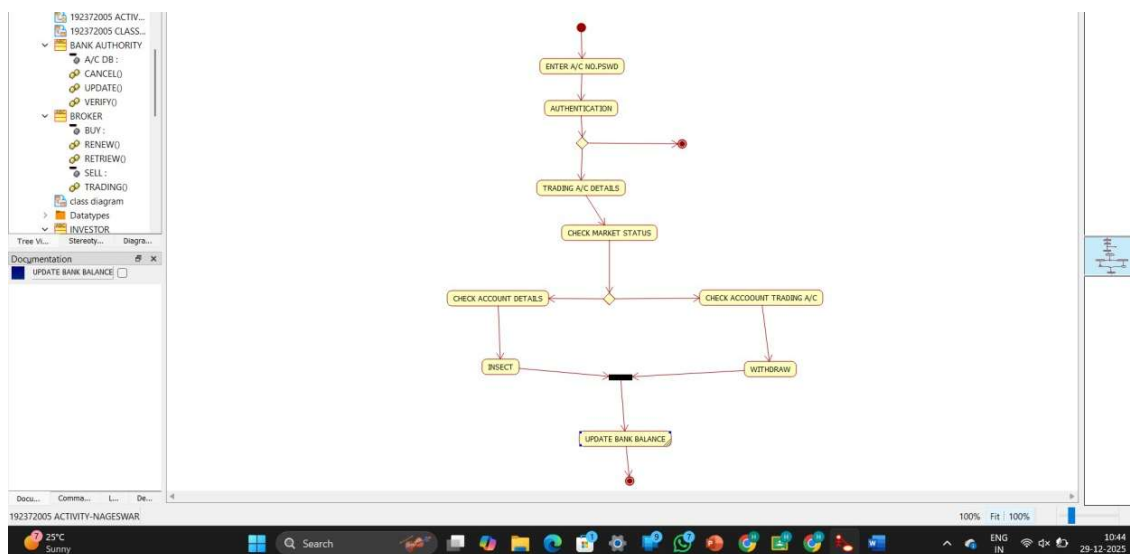 192372005 ACTIV...
192372005 CLASS...
BANK AUTHORITY
A/C DB :
CANCEL()
UPDATE()
VERIFY()
BROKER
BUY :
RENEW()
RETRIEW()
SELL :
TRADING()
class diagram
Datatypes
INVESTOR
Tree Vi... Stereoty... Diagra...
Documentation
UPDATE BANK BALANCE
Docu... Comma... L... De...
ENTER A/C NO.PSWD
AUTHENTICATION
TRADING A/C DETAILS
CHECK MARKET STATUS
CHECK ACCOUNT DETAILS
CHECK ACCOOUNT TRADING A/C
INSECT
WITHDRAW
UPDATE BANK BALANCE
192372005 ACTIVITY-NAGESWAR
100% Fit 100%
7
25°C
Sunny
Search
ENG
IN
10:44
29-12-2025